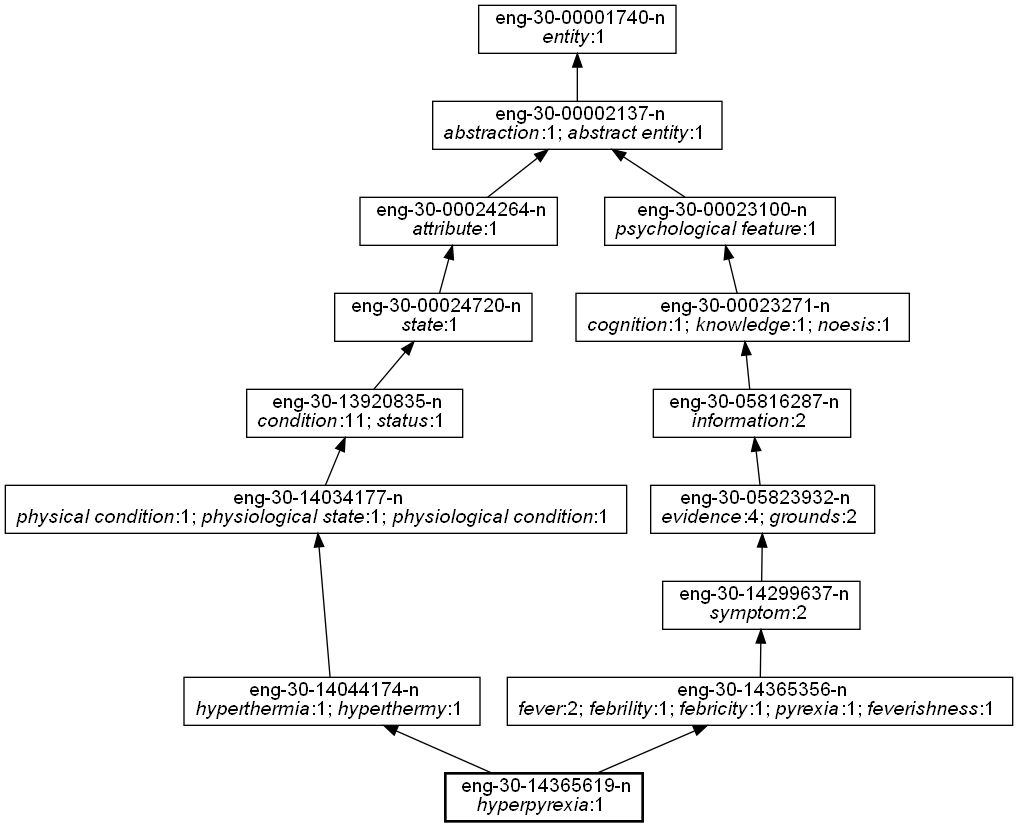 eng-30-00001740-n
entity:1
eng-30-00002137-n
abstraction:1; abstract entity:1
eng-30-00024264-n
attribute:1
eng-30-00023100-n
psychological feature:1
eng-30-00024720-n
state:1
eng-30-00023271-n
cognition:1; knowledge:1; noesis:1
eng-30-13920835-n
condition:11; status:1
eng-30-05816287-n
information:2
eng-30-14034177-n
physical condition:1; physiological state:1; physiological condition:1
eng-30-05823932-n
evidence:4; grounds:2
eng-30-14299637-n
symptom:2
eng-30-14044174-n
hyperthermia:1; hyperthermy:1
eng-30-14365356-n
fever:2; febrility:1; febricity:1; pyrexia:1; feverishness:1
eng-30-14365619-n
hyperpyrexia:1